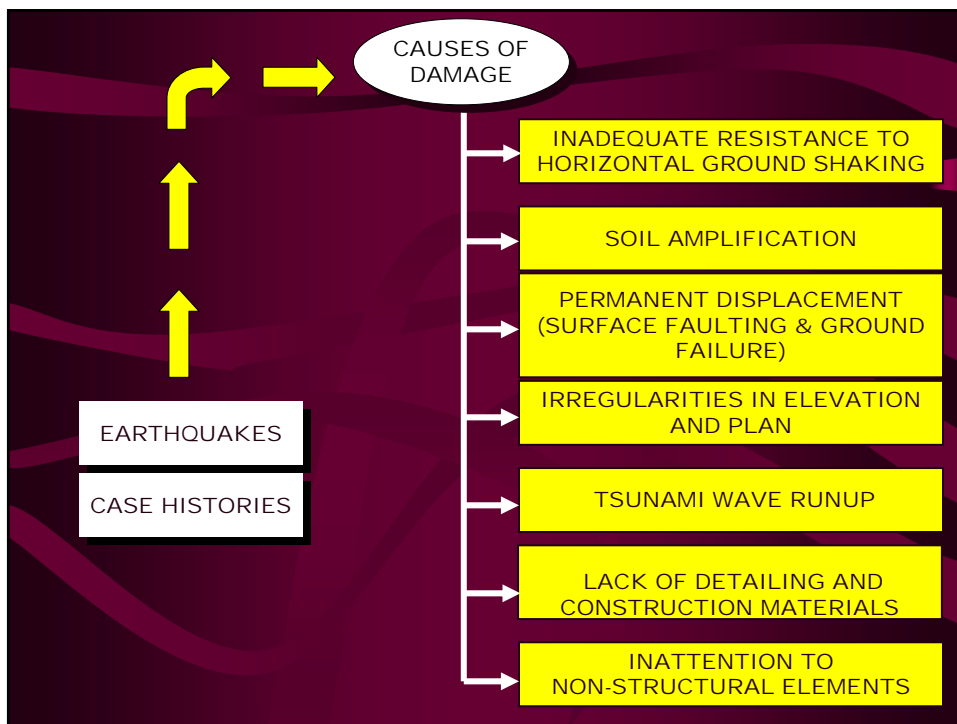 CAUSES OF
DAMAGE
INADEQUATE RESISTANCE TO
HORIZONTAL GROUND SHAKING
SOIL AMPLIFICATION
PERMANENT DISPLACEMENT
(SURFACE FAULTING & GROUND
FAILURE)
IRREGULARITIES IN ELEVATION
AND PLAN
TSUNAMI WAVE RUNUP
LACK OF DETAILING AND
CONSTRUCTION MATERIALS
INATTENTION TO
NON-STRUCTURAL ELEMENTS
EARTHQUAKES
CASE HISTORIES